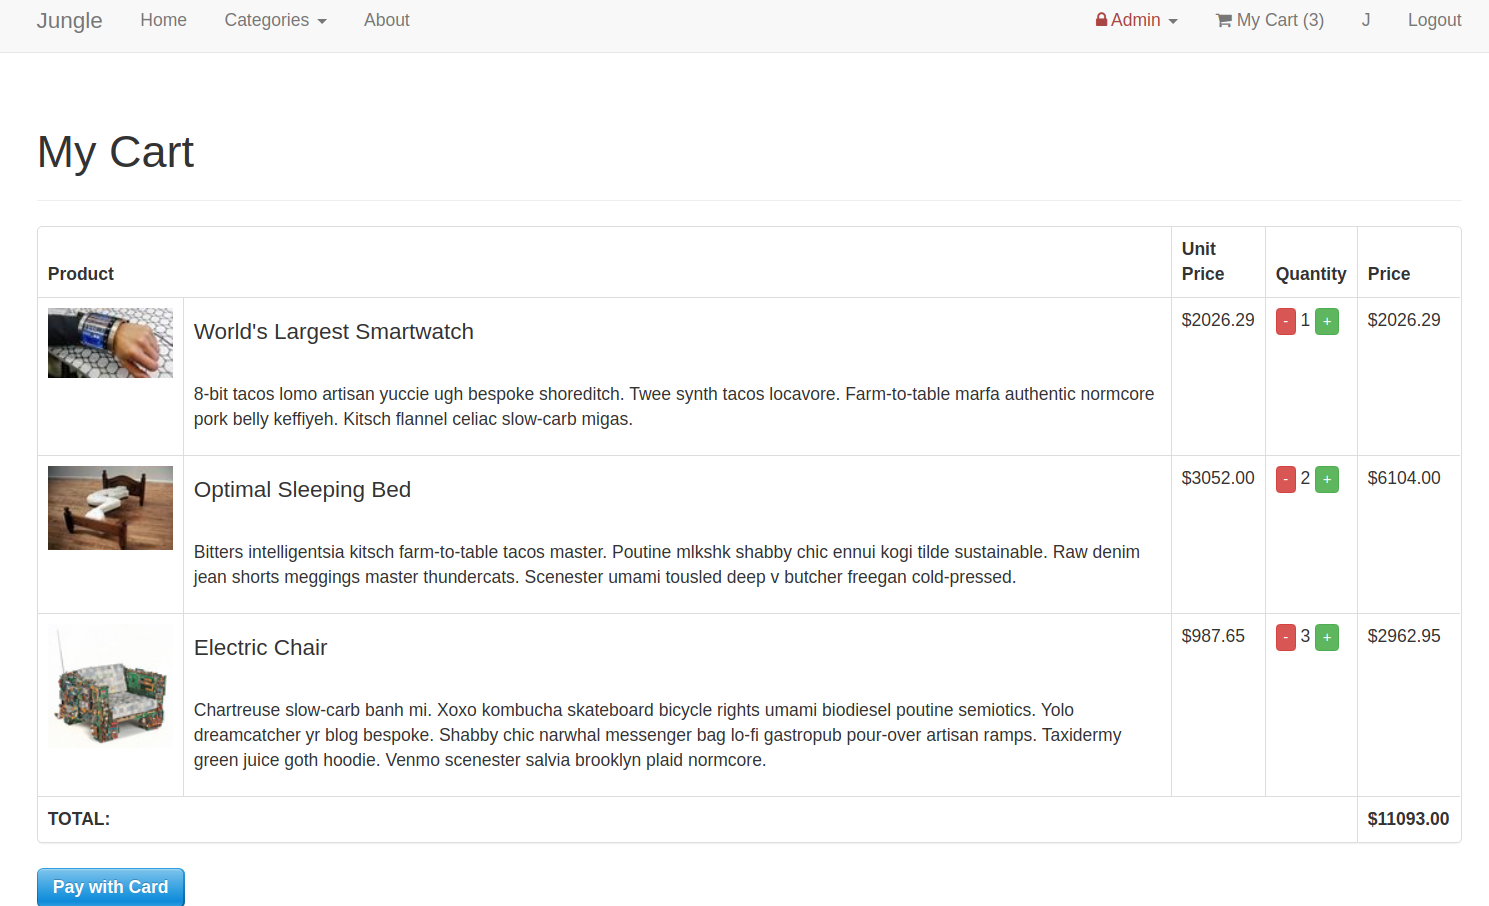 Jungle Home Categories About Admin My Cart (3) J Logout
My Cart
Product Unit Price Quantity Price
World's Largest Smartwatch $2026.29 - 1 + $2026.29
8-bit tacos lomo artisan yuccie ugh bespoke shoreditch. Twee synth tacos locavore. Farm-to-table marfa authentic normcore
pork belly keffiyeh. Kitsch flannel celiac slow-carb migas.
Optimal Sleeping Bed $3052.00 - 2 + $6104.00
Bitters intelligentsia kitsch farm-to-table tacos master. Poutine mlkshk shabby chic ennui kogi tilde sustainable. Raw denim
jean shorts meggings master thundercats. Scenester umami tousled deep v butcher freegan cold-pressed.
Electric Chair $987.65 - 3 + $2962.95
Chartreuse slow-carb banh mi. Xoxo kombucha skateboard bicycle rights umami biodiesel poutine semiotics. Yolo
dreamcatcher yr blog bespoke. Shabby chic narwhal messenger bag lo-fi gastropub pour-over artisan ramps. Taxidermy
green juice goth hoodie. Venmo scenester salvia brooklyn plaid normcore.
TOTAL: $11093.00
Pay with Card